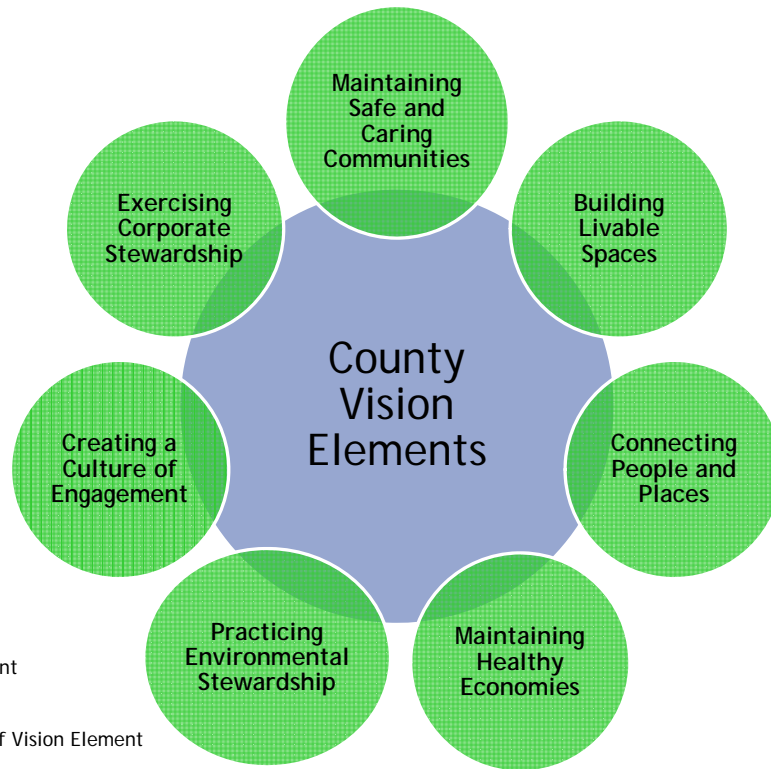 Maintaining
Safe and
Caring
Communities
Building
Livable
Spaces
Connecting
People and
Places
Maintaining
Healthy
Economies
Practicing
Environmental
Stewardship
Creating a
Culture of
Engagement
Exercising
Corporate
Stewardship
County
Vision
Elements
Vision Element